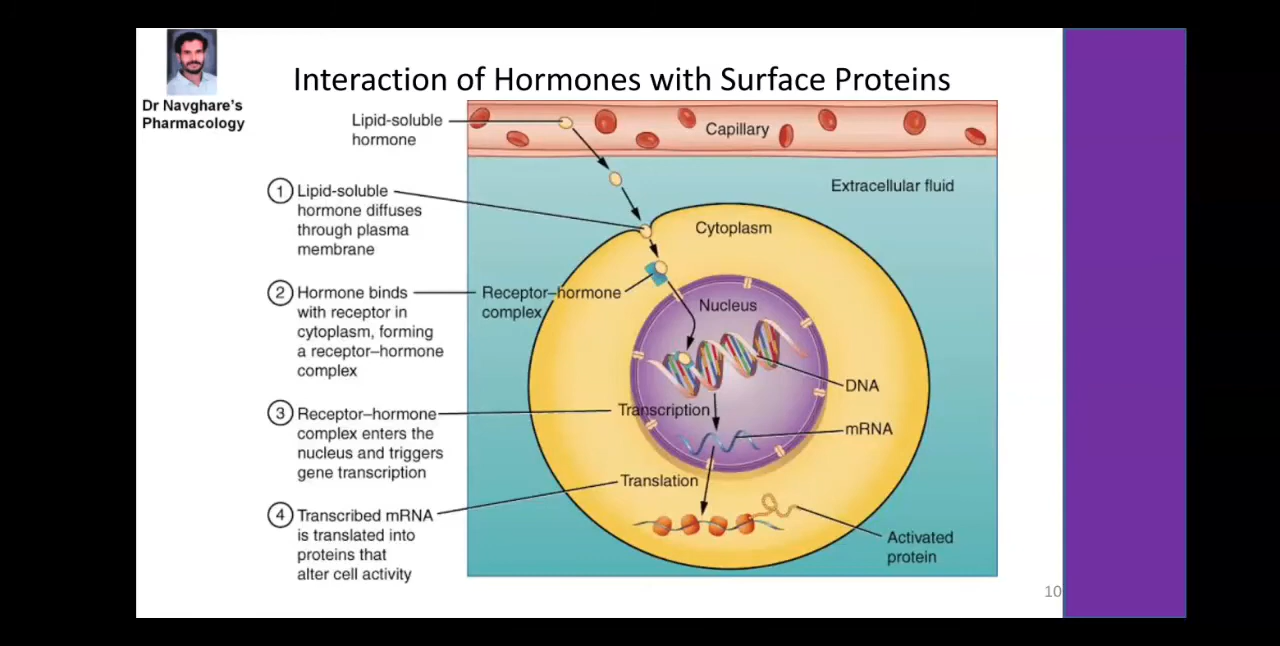 Interaction of Hormones with Surface Proteins
Dr Navghare's
Pharmacology
Lipid-soluble
hormone
Capillary
Extracellular fluid
1 Lipid-soluble
hormone diffuses
through plasma
membrane
Cytoplasm
2 Hormone binds
with receptor in
cytoplasm, forming
a receptor–hormone
complex
Receptor–hormone
complex
Nucleus
DNA
3 Receptor–hormone
complex enters the
nucleus and triggers
gene transcription
Transcription
mRNA
Translation
4 Transcribed mRNA
is translated into
proteins that
alter cell activity
Activated
protein
10